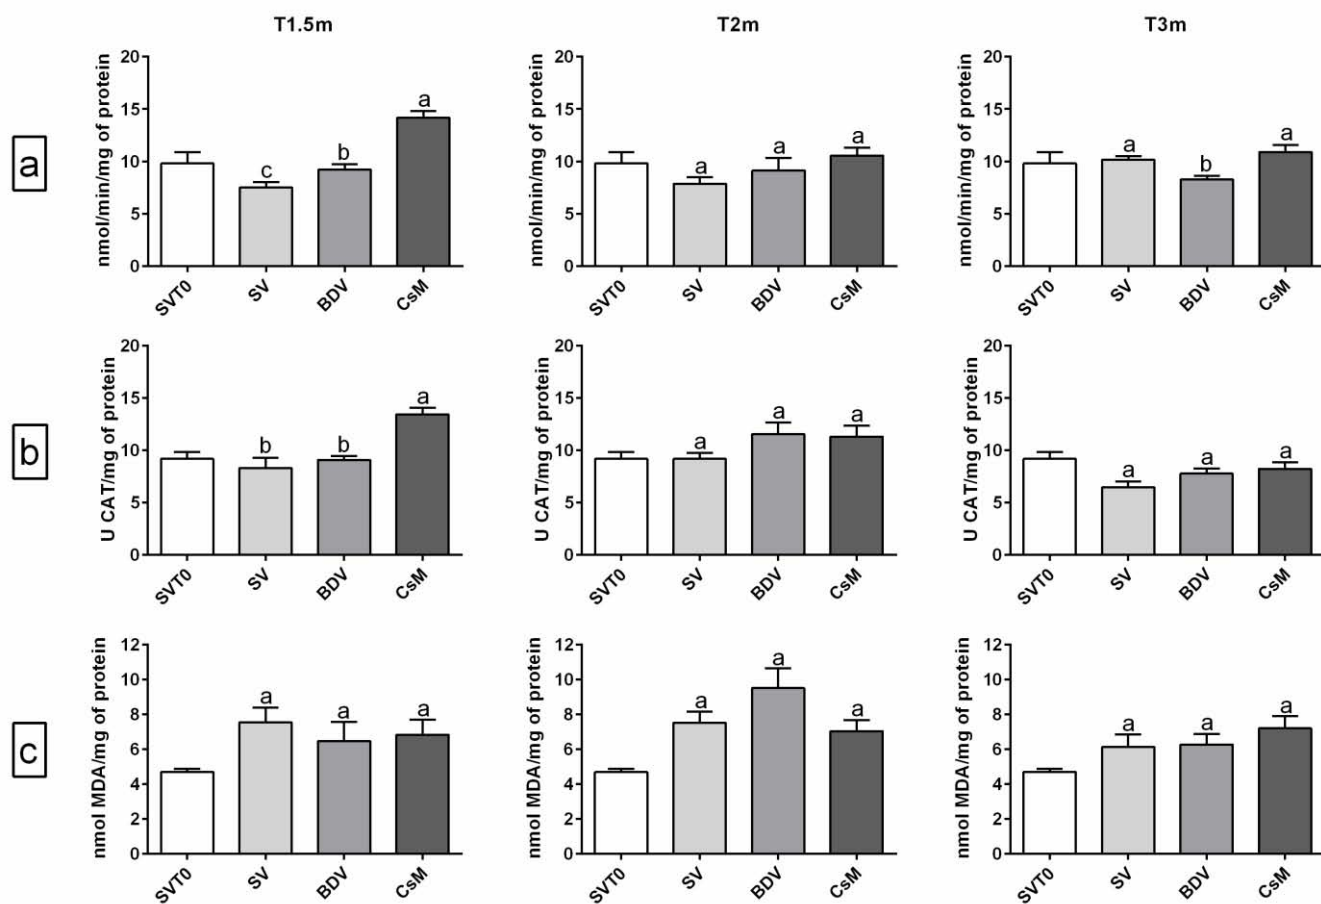 T1.5m T2m T3m
a
nmol/min/mg of protein
20
15
10
5
0
c b a
SVT0 SV BDV CsM
nmol/min/mg of protein
20
15
10
5
0
a a a
SVT0 SV BDV CsM
nmol/min/mg of protein
20
15
10
5
0
a b a
SVT0 SV BDV CsM
b
U CAT/mg of protein
20
15
10
5
0
b b a
SVT0 SV BDV CsM
U CAT/mg of protein
20
15
10
5
0
a a a
SVT0 SV BDV CsM
U CAT/mg of protein
20
15
10
5
0
a a a
SVT0 SV BDV CsM
c
nmol MDA/mg of protein
12
10
8
6
4
2
0
a a a
SVT0 SV BDV CsM
nmol MDA/mg of protein
12
10
8
6
4
2
0
a a a
SVT0 SV BDV CsM
nmol MDA/mg of protein
12
10
8
6
4
2
0
a a a
SVT0 SV BDV CsM